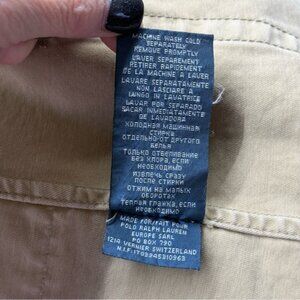 MACHINE WASH COLD
SEPARATELY
REMOVE PROMPTLY
LAVER SEPAREMENT
RETIRER RAPIDEMENT
DE LA MACHINE A LAVER
LAVARE SEPARATAMENTE
NON LASCIARE A
LUNGO IN LAVATRICE
LAVAR POR SEPARADO
SACAR INMEDIATAMENTE
DE LAVADORA
ХОЛОДНАЯ МАШИННАЯ
СТИРКА
ОТДЕЛЬНО ОТ ДРУГОГО
БЕЛЬЯ
ТОЛЬКО ОТБЕЛИВАНИЕ
БЕЗ ХЛОРА, ЕСЛИ
НЕОБХОДИМО
ИЗВЛЕЧЬ СРАЗУ
ПОСЛЕ СТИРКИ
ОТЖИМ НА МАЛЫХ
ОБОРОТАХ
ТЕПЛАЯ ГЛАЖКА, ЕСЛИ
НЕОБХОДИМО
MADE FOR/FAIT POUR
POLO RALPH LAUREN
EUROPE SARL
PO BOX 790
1214 VERNIER SWITZERLAND